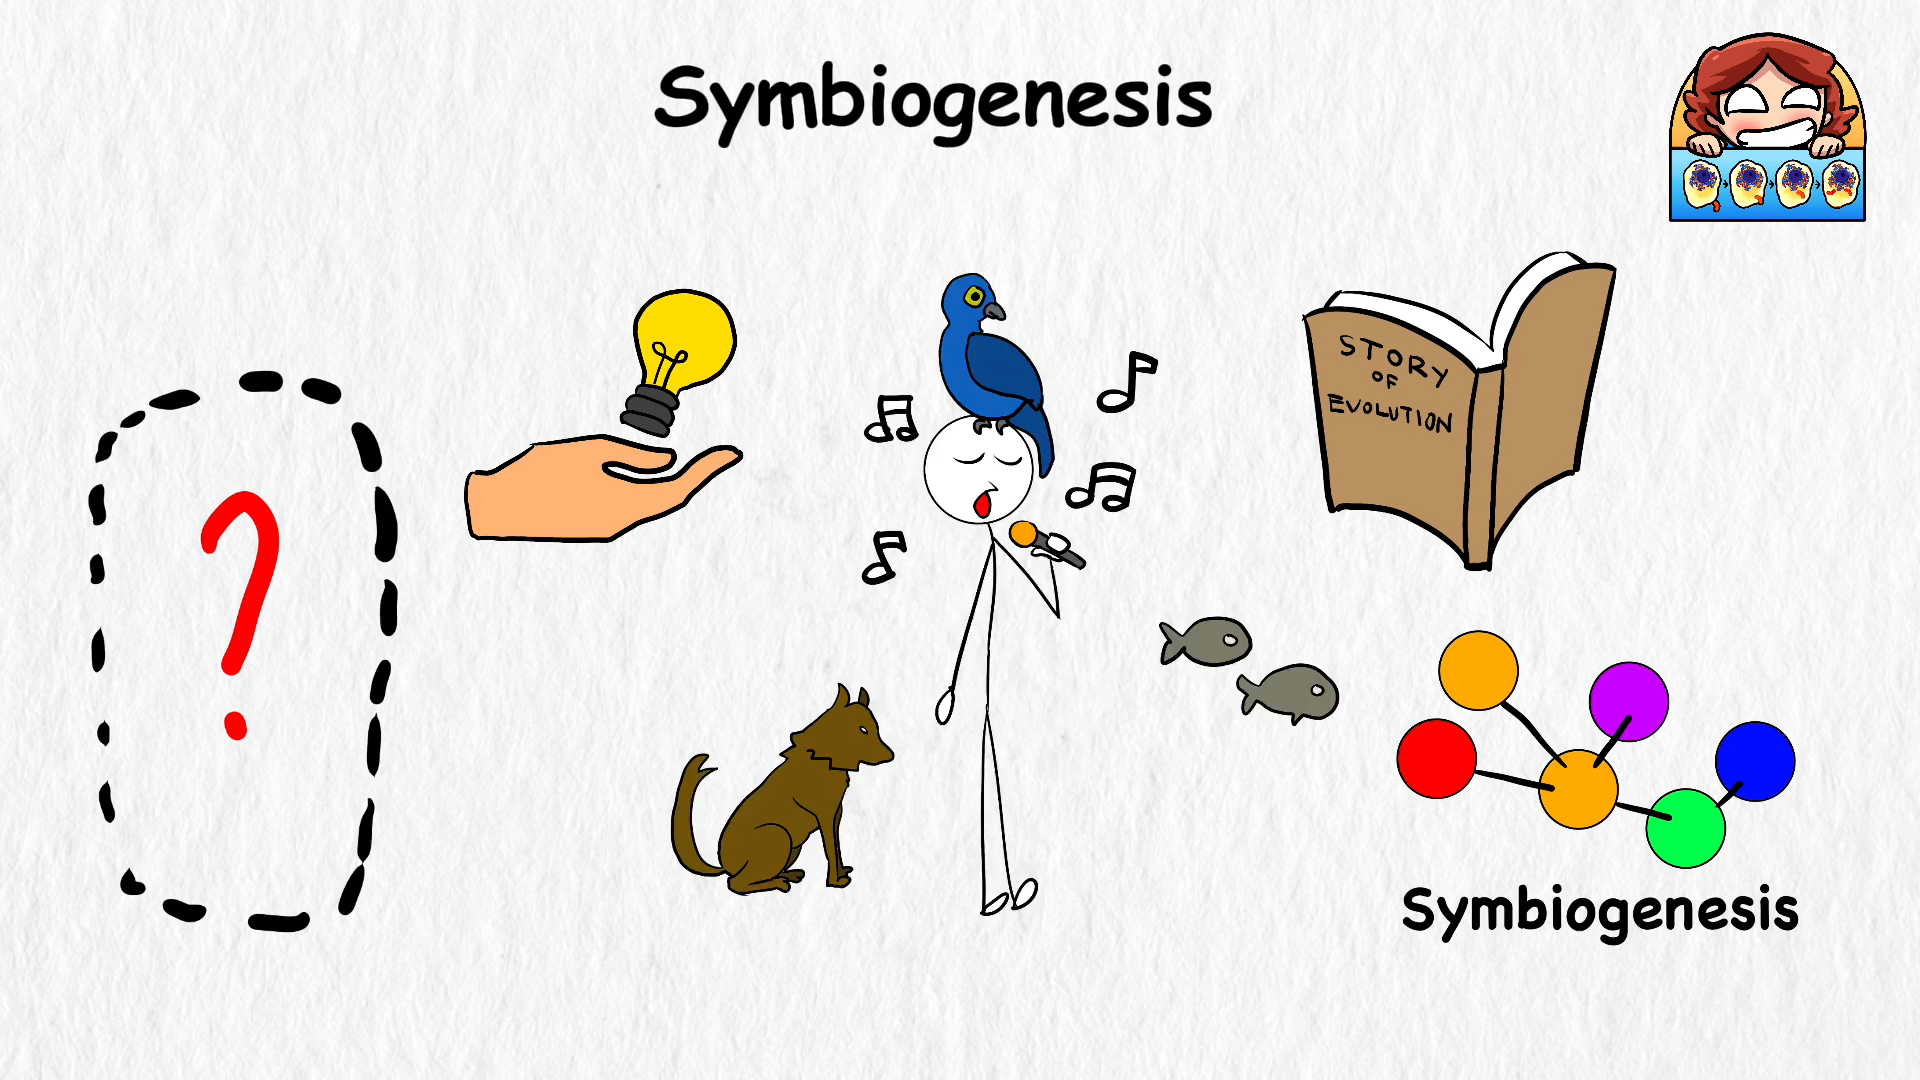 Symbiogenesis
STORY
OF
EVOLUTION
Symbiogenesis